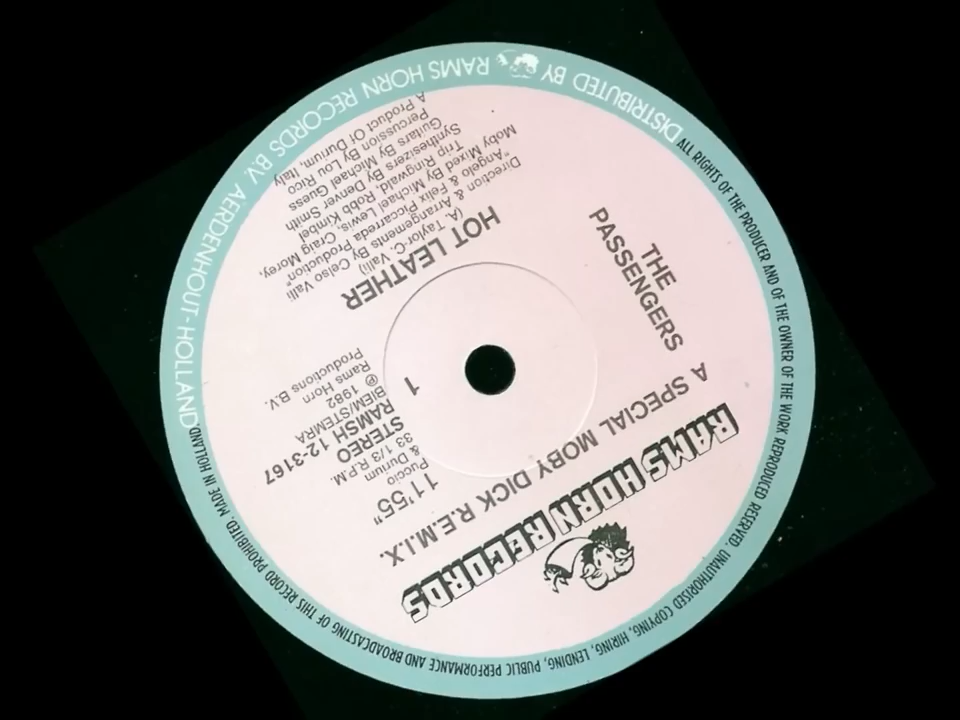 RAMS HORN RECORDS
A SPECIAL MOBY DICK R.E.M.I.X.
THE
PASSENGERS
11'55"
Puccio
& Durium
33 1/3 R.P.M.
STEREO
RAMSH 12-3167
BIEM/STEMRA
℗ 1982
Rams Horn
Productions B.V.
1
HOT LEATHER
(A. Taylor-C. Valli)
& Arrangements By Celso Valli
Direction & Felix Piccarreda Production"
"Angelo & By Michael Lewis, Craig Morey,
Trip Mixed Ringwald, Robb Kimbel
Moby
Synthesizers By Denver Smith
Guitars By Michael Guess
Percussion By Lou Rico
A Product Of Durium, Italy
ALL RIGHTS OF THE PRODUCER AND OF THE OWNER OF THE WORK REPRODUCED RESERVED. UNAUTHORISED COPYING, HIRING, LENDING, PUBLIC PERFORMANCE AND BROADCASTING OF THIS RECORD PROHIBITED. MADE IN HOLLAND.
DISTRIBUTED BY RAMS HORN RECORDS B.V. AERDENHOUT-HOLLAND